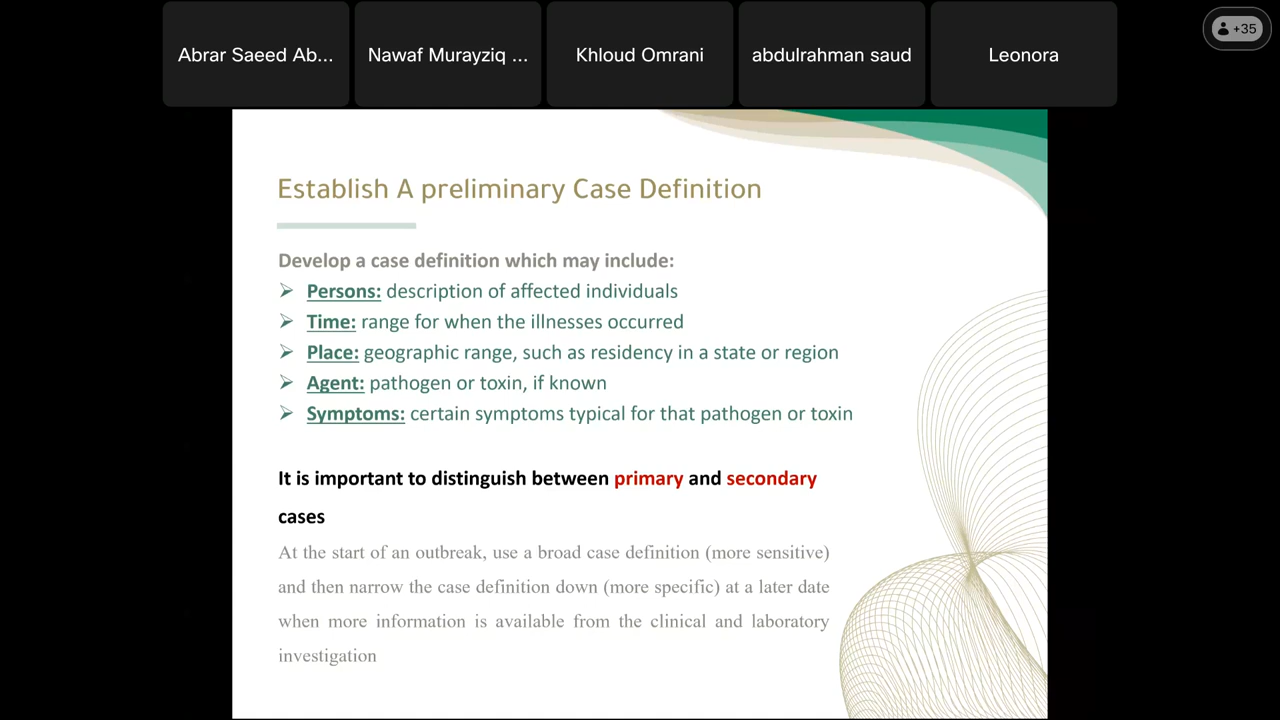 Abrar Saeed Ab...
Nawaf Murayziq ...
Khloud Omrani
abdulrahman saud
Leonora
+35
Establish A preliminary Case Definition
Develop a case definition which may include:
➢ Persons: description of affected individuals
➢ Time: range for when the illnesses occurred
➢ Place: geographic range, such as residency in a state or region
➢ Agent: pathogen or toxin, if known
➢ Symptoms: certain symptoms typical for that pathogen or toxin
It is important to distinguish between primary and secondary
cases
At the start of an outbreak, use a broad case definition (more sensitive)
and then narrow the case definition down (more specific) at a later date
when more information is available from the clinical and laboratory
investigation